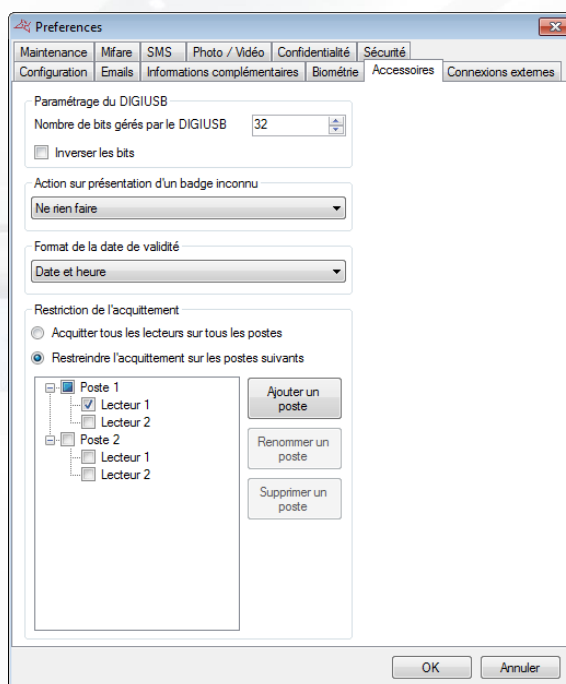 Preferences
Maintenance Mifare SMS Photo / Vidéo Confidentialité Sécurité
Configuration Emails Informations complémentaires Biométrie Accessoires Connexions externes
Paramétrage du DIGIUSB
Nombre de bits gérés par le DIGIUSB 32
Inverser les bits
Action sur présentation d'un badge inconnu
Ne rien faire
Format de la date de validité
Date et heure
Restriction de l'acquittement
Acquitter tous les lecteurs sur tous les postes
Restreindre l'acquittement sur les postes suivants
Poste 1
Lecteur 1
Lecteur 2
Poste 2
Lecteur 1
Lecteur 2
Ajouter un
poste
Renommer un
poste
Supprimer un
poste
OK Annuler